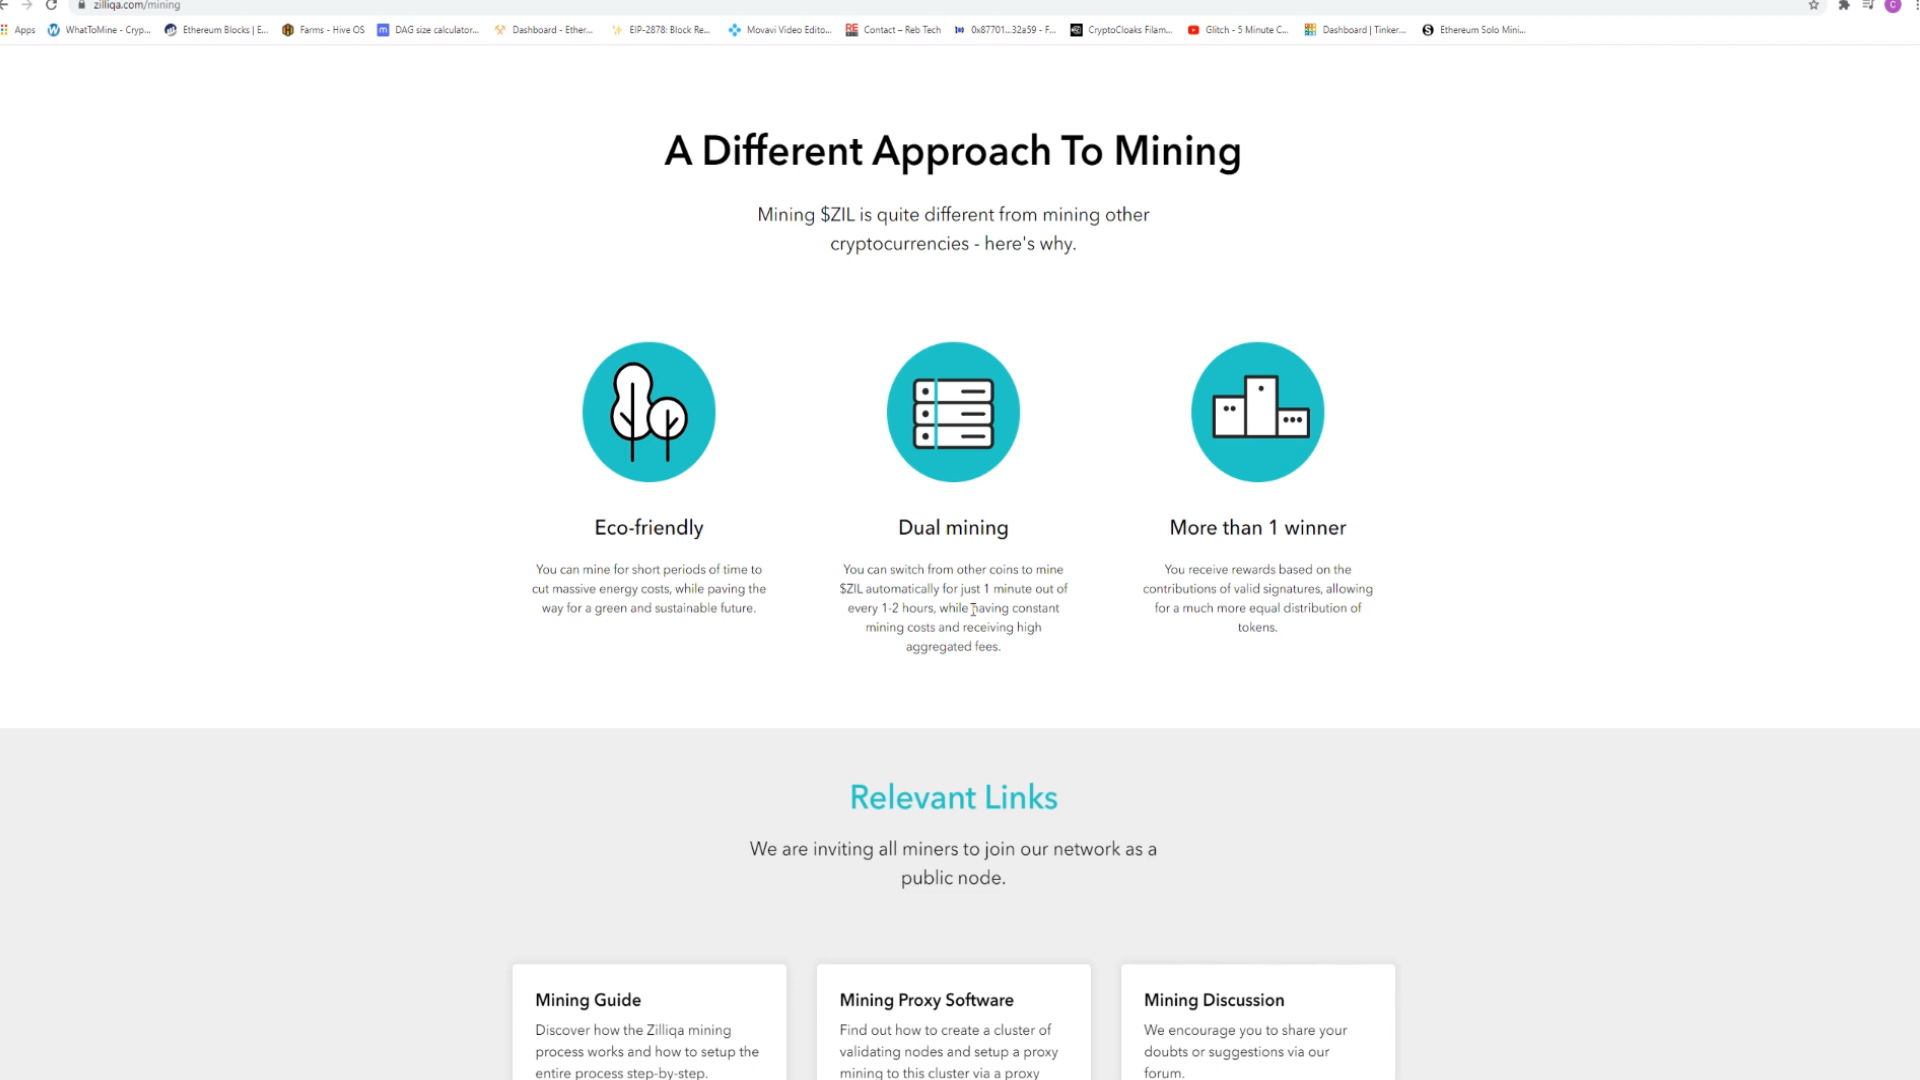 zilliqa.com/mining
Apps WhatToMine - Cryp... Ethereum Blocks | E... Farms - Hive OS DAG size calculator... Dashboard - Ether... EIP-2878: Block Re... Movavi Video Edito... Contact – Reb Tech 0x87701...32a59 - F... CryptoCloaks Filam... Glitch - 5 Minute C... Dashboard | Tinker... Ethereum Solo Mini...
A Different Approach To Mining
Mining $ZIL is quite different from mining other
cryptocurrencies - here's why.
Eco-friendly
You can mine for short periods of time to
cut massive energy costs, while paving the
way for a green and sustainable future.
Dual mining
You can switch from other coins to mine
$ZIL automatically for just 1 minute out of
every 1-2 hours, while having constant
mining costs and receiving high
aggregated fees.
More than 1 winner
You receive rewards based on the
contributions of valid signatures, allowing
for a much more equal distribution of
tokens.
Relevant Links
We are inviting all miners to join our network as a
public node.
Mining Guide
Discover how the Zilliqa mining
process works and how to setup the
entire process step-by-step.
Mining Proxy Software
Find out how to create a cluster of
validating nodes and setup a proxy
mining to this cluster via a proxy
Mining Discussion
We encourage you to share your
doubts or suggestions via our
forum.